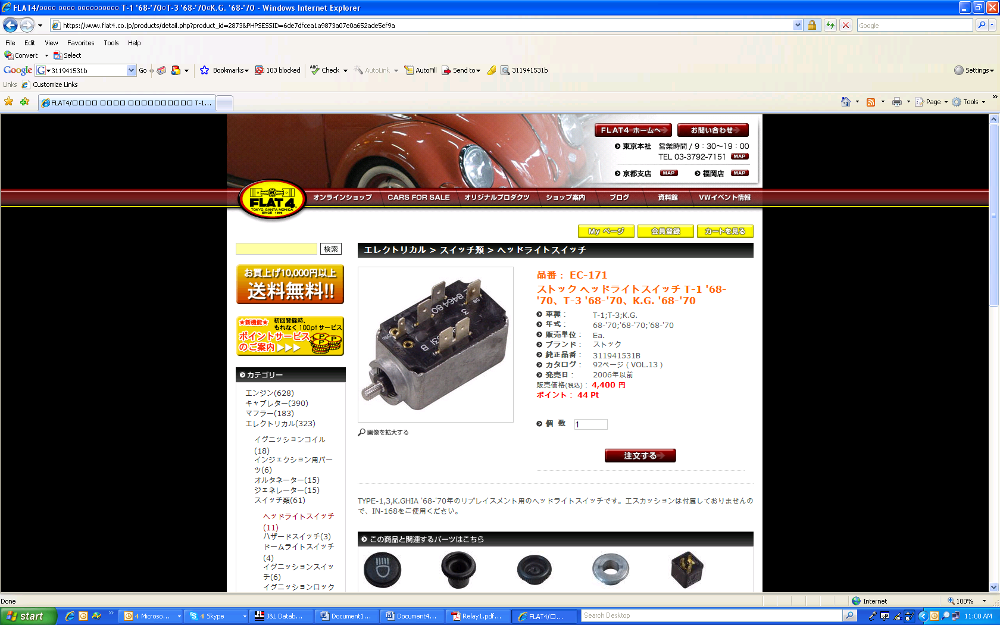 FLAT4/□□□□ □□□□ □□□□□□□□□□ T-1 '68-'70□T-3 '68-'70□K.G. '68-'70 - Windows Internet Explorer
https://www.flat4.co.jp/products/detail.php?product_id=2873&PHPSESSID=6de7dfcea1a9873a07e0a652ade5ef9a
Google
File Edit View Favorites Tools Help
Convert Select
Google G 311941531b Go Bookmarks 103 blocked ABC Check AutoLink AutoFill Send to 311941531b Settings
Links Customize Links
FLAT4/□□□□ □□□□ □□□□□□□□□□ T-1... Page Tools
FLAT4 ホームへ お問い合わせ
東京本社 営業時間 / 9:30〜19:00
TEL 03-3792-7151 MAP
京都支店 MAP 福岡店 MAP
FLAT 4
TOKYO. SANTA MONICA
SINCE 1976
オンラインショップ CARS FOR SALE オリジナルプロダクツ ショップ案内 ブログ 資料館 VWイベント情報
My ページ 会員登録 カートを見る
検索
エレクトリカル > スイッチ類 > ヘッドライトスイッチ
お買上げ10,000円以上
送料無料!!
★新機能★ 初回登録時、
もれなく100ptサービス
ポイントサービス
のご案内
カテゴリー
エンジン(628)
キャブレター(390)
マフラー(183)
エレクトリカル(323)
イグニッションコイル
(18)
インジェクション用パー
ツ(6)
オルタネーター(15)
ジェネレーター(15)
スイッチ類(61)
ヘッドライトスイッチ
(11)
ハザードスイッチ(3)
ドームライトスイッチ
(4)
イグニッションスイッ
チ(6)
イグニッションロック
画像を拡大する
品番： EC-171
ストック ヘッドライトスイッチ T-1 '68-
'70、T-3 '68-'70、K.G. '68-'70
車種： T-1;T-3;K.G.
年式： 68-'70;'68-'70;'68-'70
販売単位： Ea.
ブランド： ストック
純正品番： 311941531B
カタログ： 92ページ ( VOL.13 )
発売日： 2006年以前
販売価格(税込)： 4,400 円
ポイント： 44 Pt
個 数 1
注文する
TYPE-1,3,K.GHIA '68-'70年のリプレイスメント用のヘッドライトスイッチです。エスカッションは付属しておりませんの
で、IN-168をご使用ください。
この商品と関連するパーツはこちら
Done Internet 100%
start 4 Microso... 4 Skype J&L Datab... Document1... Document4... Relay1.pdf... FLAT4/□... Search Desktop 11:00 AM